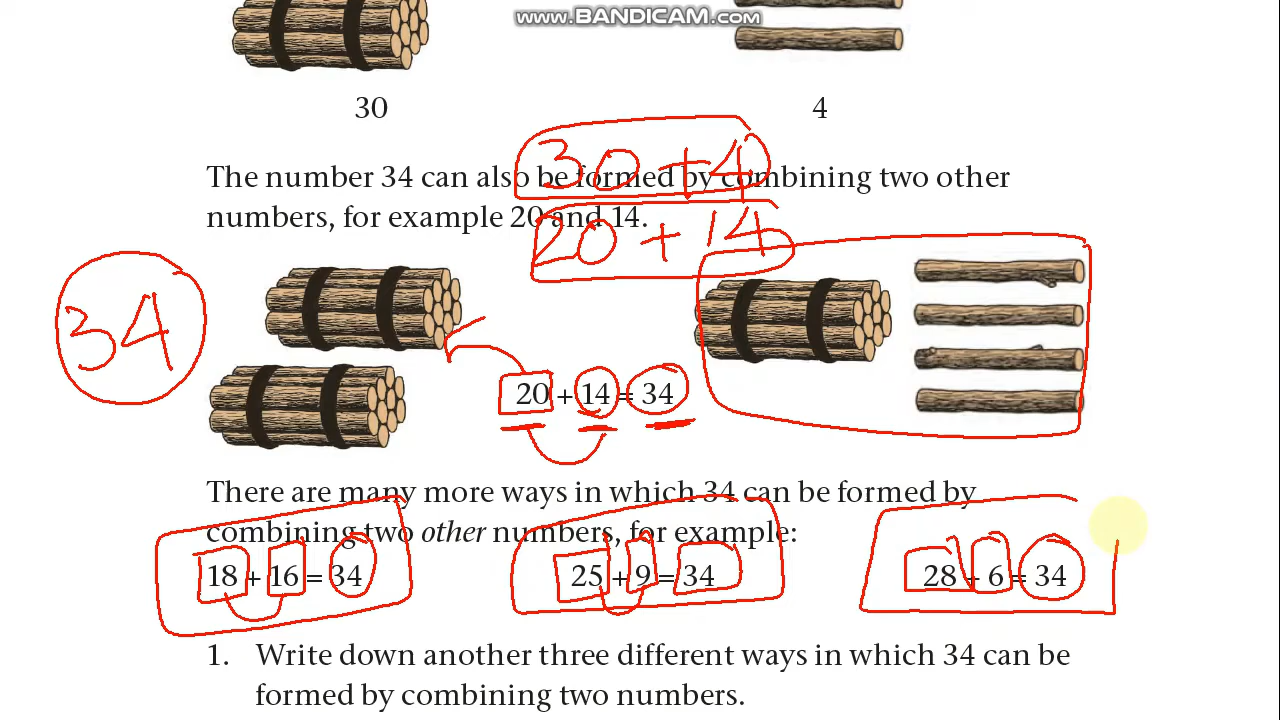 www.BANDICAM.com
30
4
30 + 4
The number 34 can also be formed by combining two other
numbers, for example 20 and 14.
20 + 14
34
20 + 14 = 34
There are many more ways in which 34 can be formed by
combining two other numbers, for example:
18 + 16 = 34 25 + 9 = 34 28 + 6 = 34
1. Write down another three different ways in which 34 can be
formed by combining two numbers.